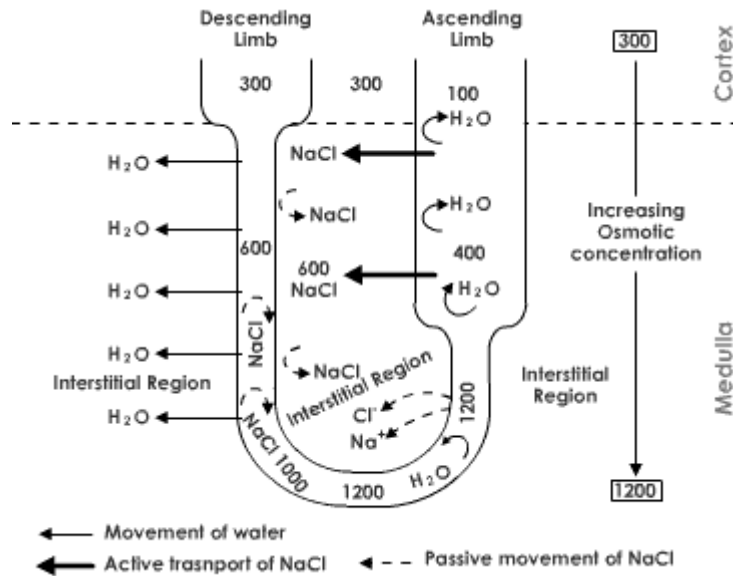 Descending
Limb
Ascending
Limb
300
300
300
100
Cortex
H₂O
H₂O
NaCl
NaCl
H₂O
H₂O
Increasing
Osmotic
concentration
600
600
NaCl
400
H₂O
H₂O
NaCl
H₂O
NaCl
Interstitial Region
Interstitial Region
Interstitial
Region
Medulla
H₂O
NaCl
1000
Cl⁻
Na⁺
1200
H₂O
1200
1200
Movement of water
Active trasnport of NaCl
Passive movement of NaCl